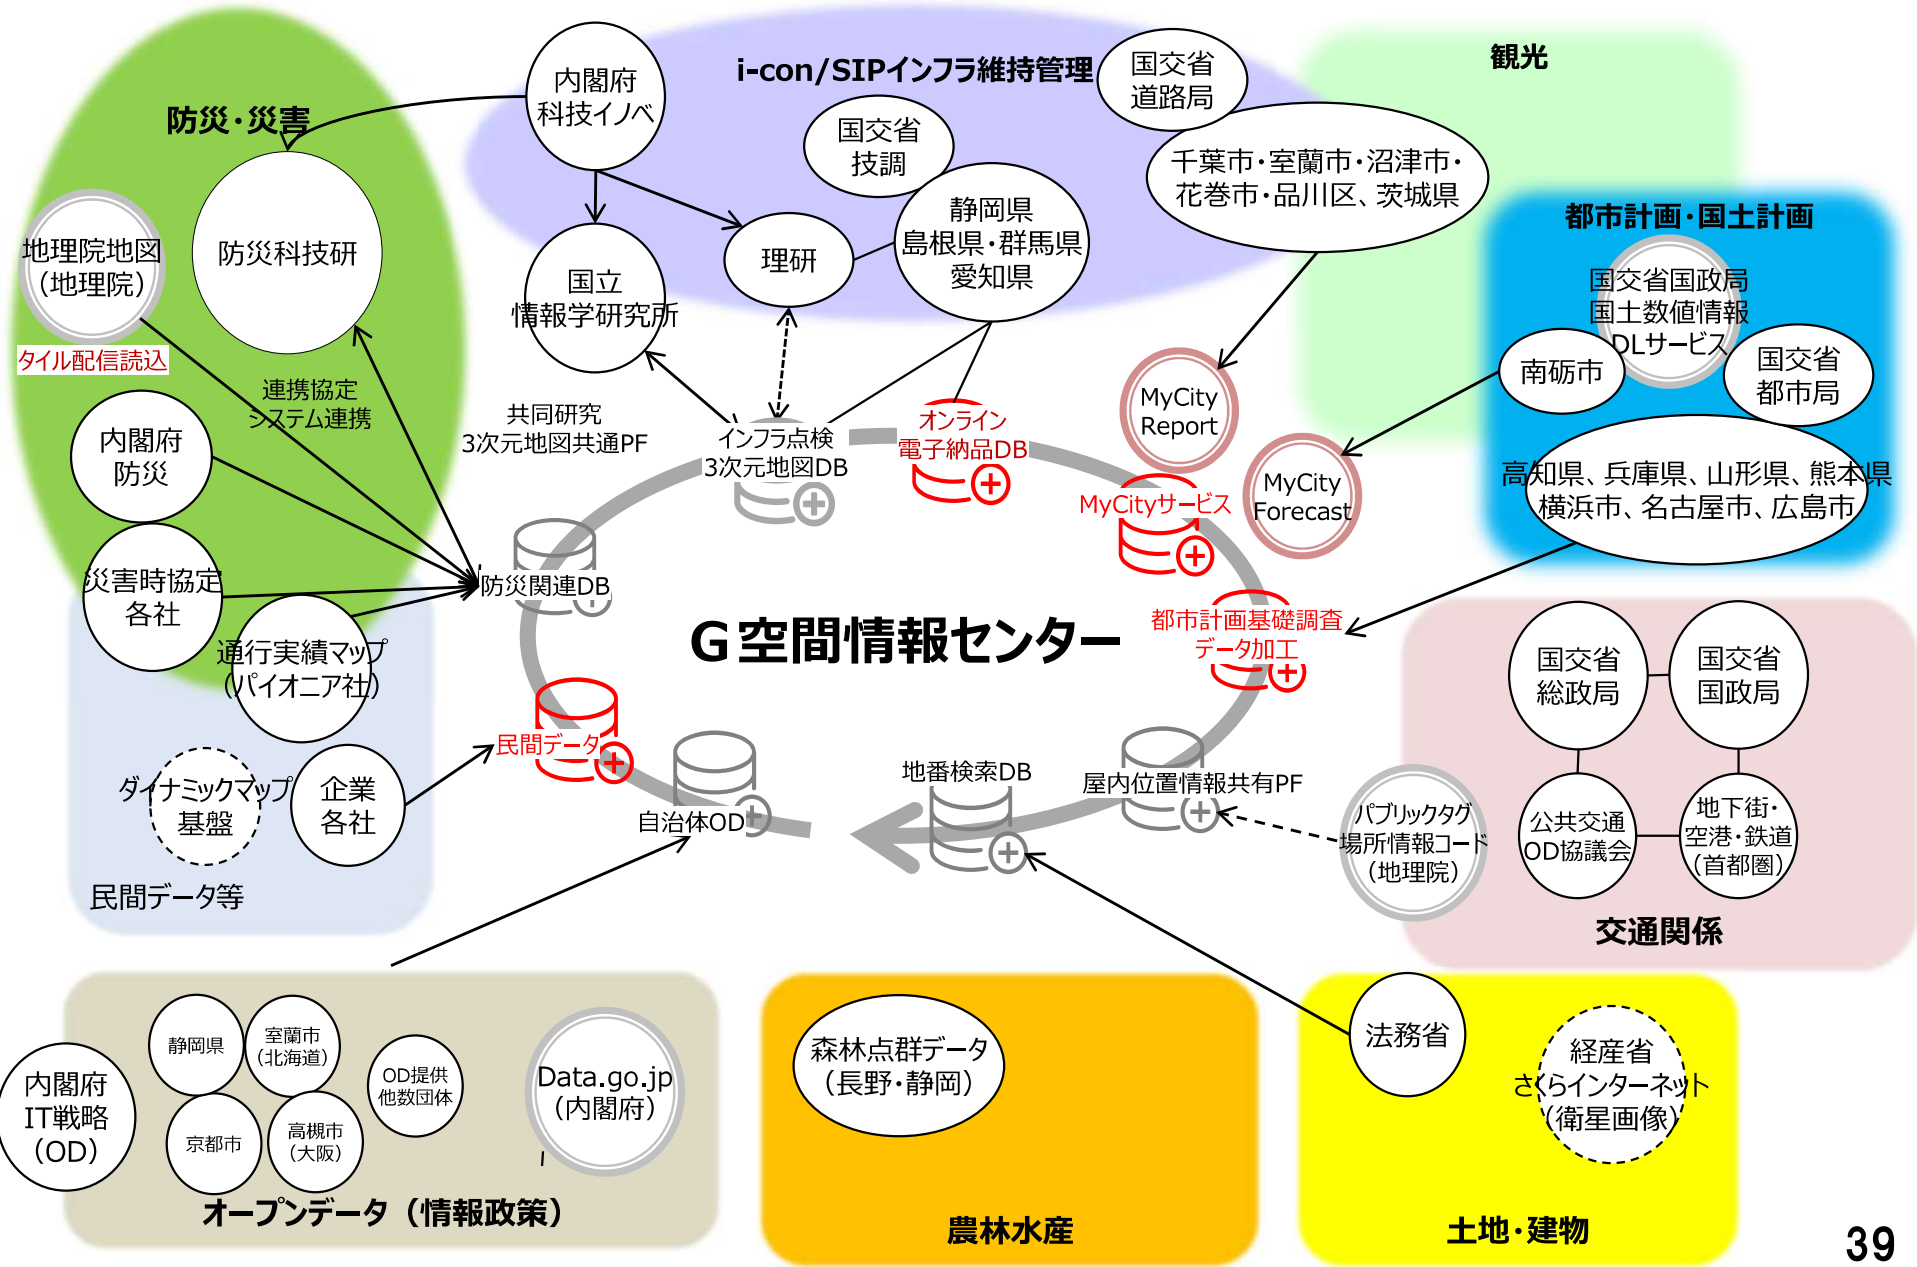 i-con/SIPインフラ維持管理
観光
防災・災害
内閣府
科技イノベ
国交省
道路局
国交省
技調
千葉市・室蘭市・沼津市・
花巻市・品川区、茨城県
都市計画・国土計画
地理院地図
（地理院）
防災科技研
タイル配信読込
連携協定
システム連携
国立
情報学研究所
理研
静岡県
島根県・群馬県
愛知県
国交省国政局
国土数値情報
DLサービス
南砺市
国交省
都市局
高知県、兵庫県、山形県、熊本県
横浜市、名古屋市、広島市
内閣府
防災
共同研究
3次元地図共通PF
インフラ点検
3次元地図DB
オンライン
電子納品DB
MyCity
Report
MyCityサービス
MyCity
Forecast
災害時協定
各社
防災関連DB
G空間情報センター
都市計画基礎調査
データ加工
通行実績マップ
（パイオニア社）
国交省
総政局
国交省
国政局
民間データ
ダイナミックマップ
基盤
企業
各社
民間データ等
自治体OD
地番検索DB
屋内位置情報共有PF
パブリックタグ
場所情報コード
（地理院）
公共交通
OD協議会
地下街・
空港・鉄道
（首都圏）
交通関係
内閣府
IT戦略
（OD）
静岡県
室蘭市
（北海道）
京都市
高槻市
（大阪）
OD提供
他数団体
Data.go.jp
（内閣府）
オープンデータ（情報政策）
森林点群データ
（長野・静岡）
農林水産
法務省
経産省
さくらインターネット
（衛星画像）
土地・建物
39